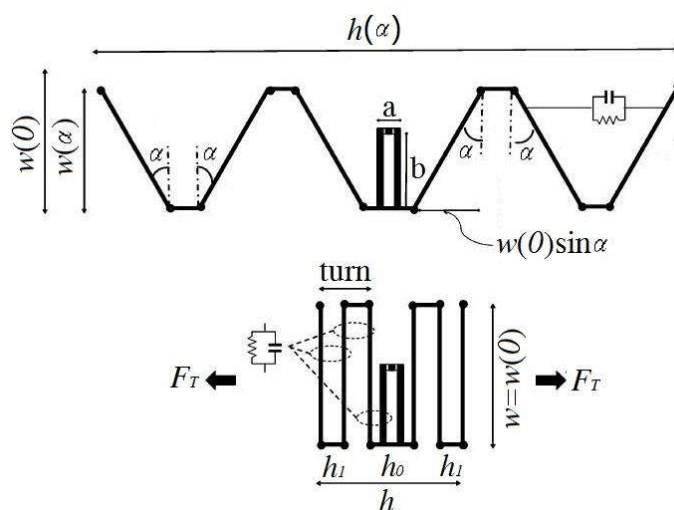 h(α)
w(0)
w(α)
α
α
a
b
α
α
w(0)sinα
turn
F_T
w=w(0)
F_T
h₁
h₀
h₁
h